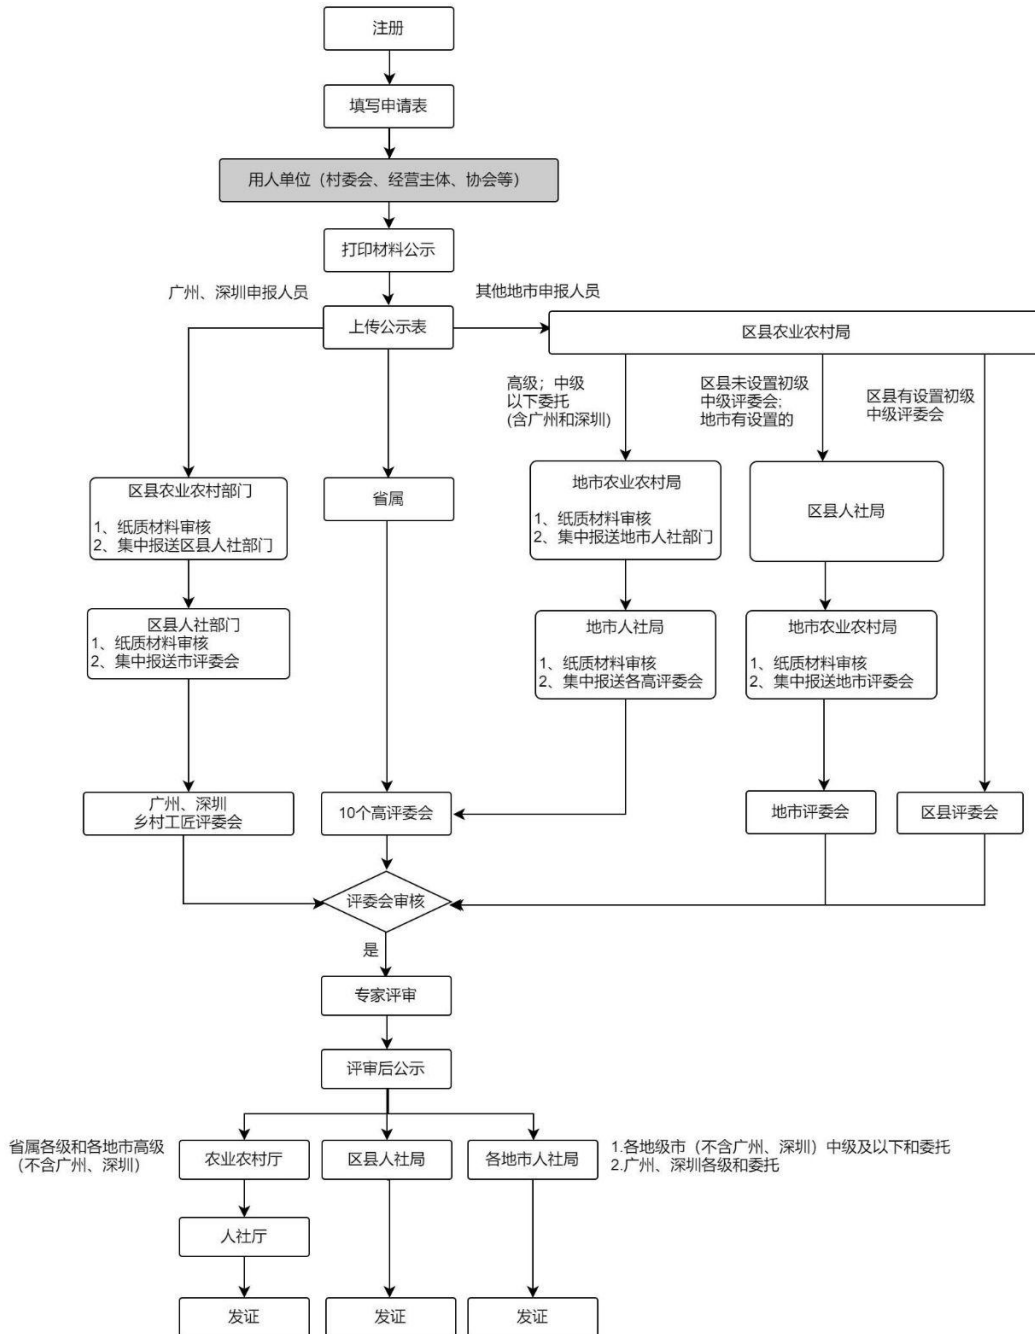 注册
填写申请表
用人单位（村委会、经营主体、协会等）
打印材料公示
广州、深圳申报人员
其他地市申报人员
上传公示表
区县农业农村局
高级；中级
以下委托
(含广州和深圳)
区县未设置初级
中级评委会;
地市有设置的
区县有设置初级
中级评委会
区县农业农村部门
1、纸质材料审核
2、集中报送区县人社部门
省属
地市农业农村局
1、纸质材料审核
2、集中报送地市人社部门
区县人社局
区县人社部门
1、纸质材料审核
2、集中报送市评委会
地市人社局
1、纸质材料审核
2、集中报送各高评委会
地市农业农村局
1、纸质材料审核
2、集中报送地市评委会
广州、深圳
乡村工匠评委会
10个高评委会
地市评委会
区县评委会
评委会审核
是
专家评审
评审后公示
省属各级和各地市高级
（不含广州、深圳）
农业农村厅
区县人社局
各地市人社局
1.各地级市（不含广州、深圳）中级及以下和委托
2.广州、深圳各级和委托
人社厅
发证
发证
发证